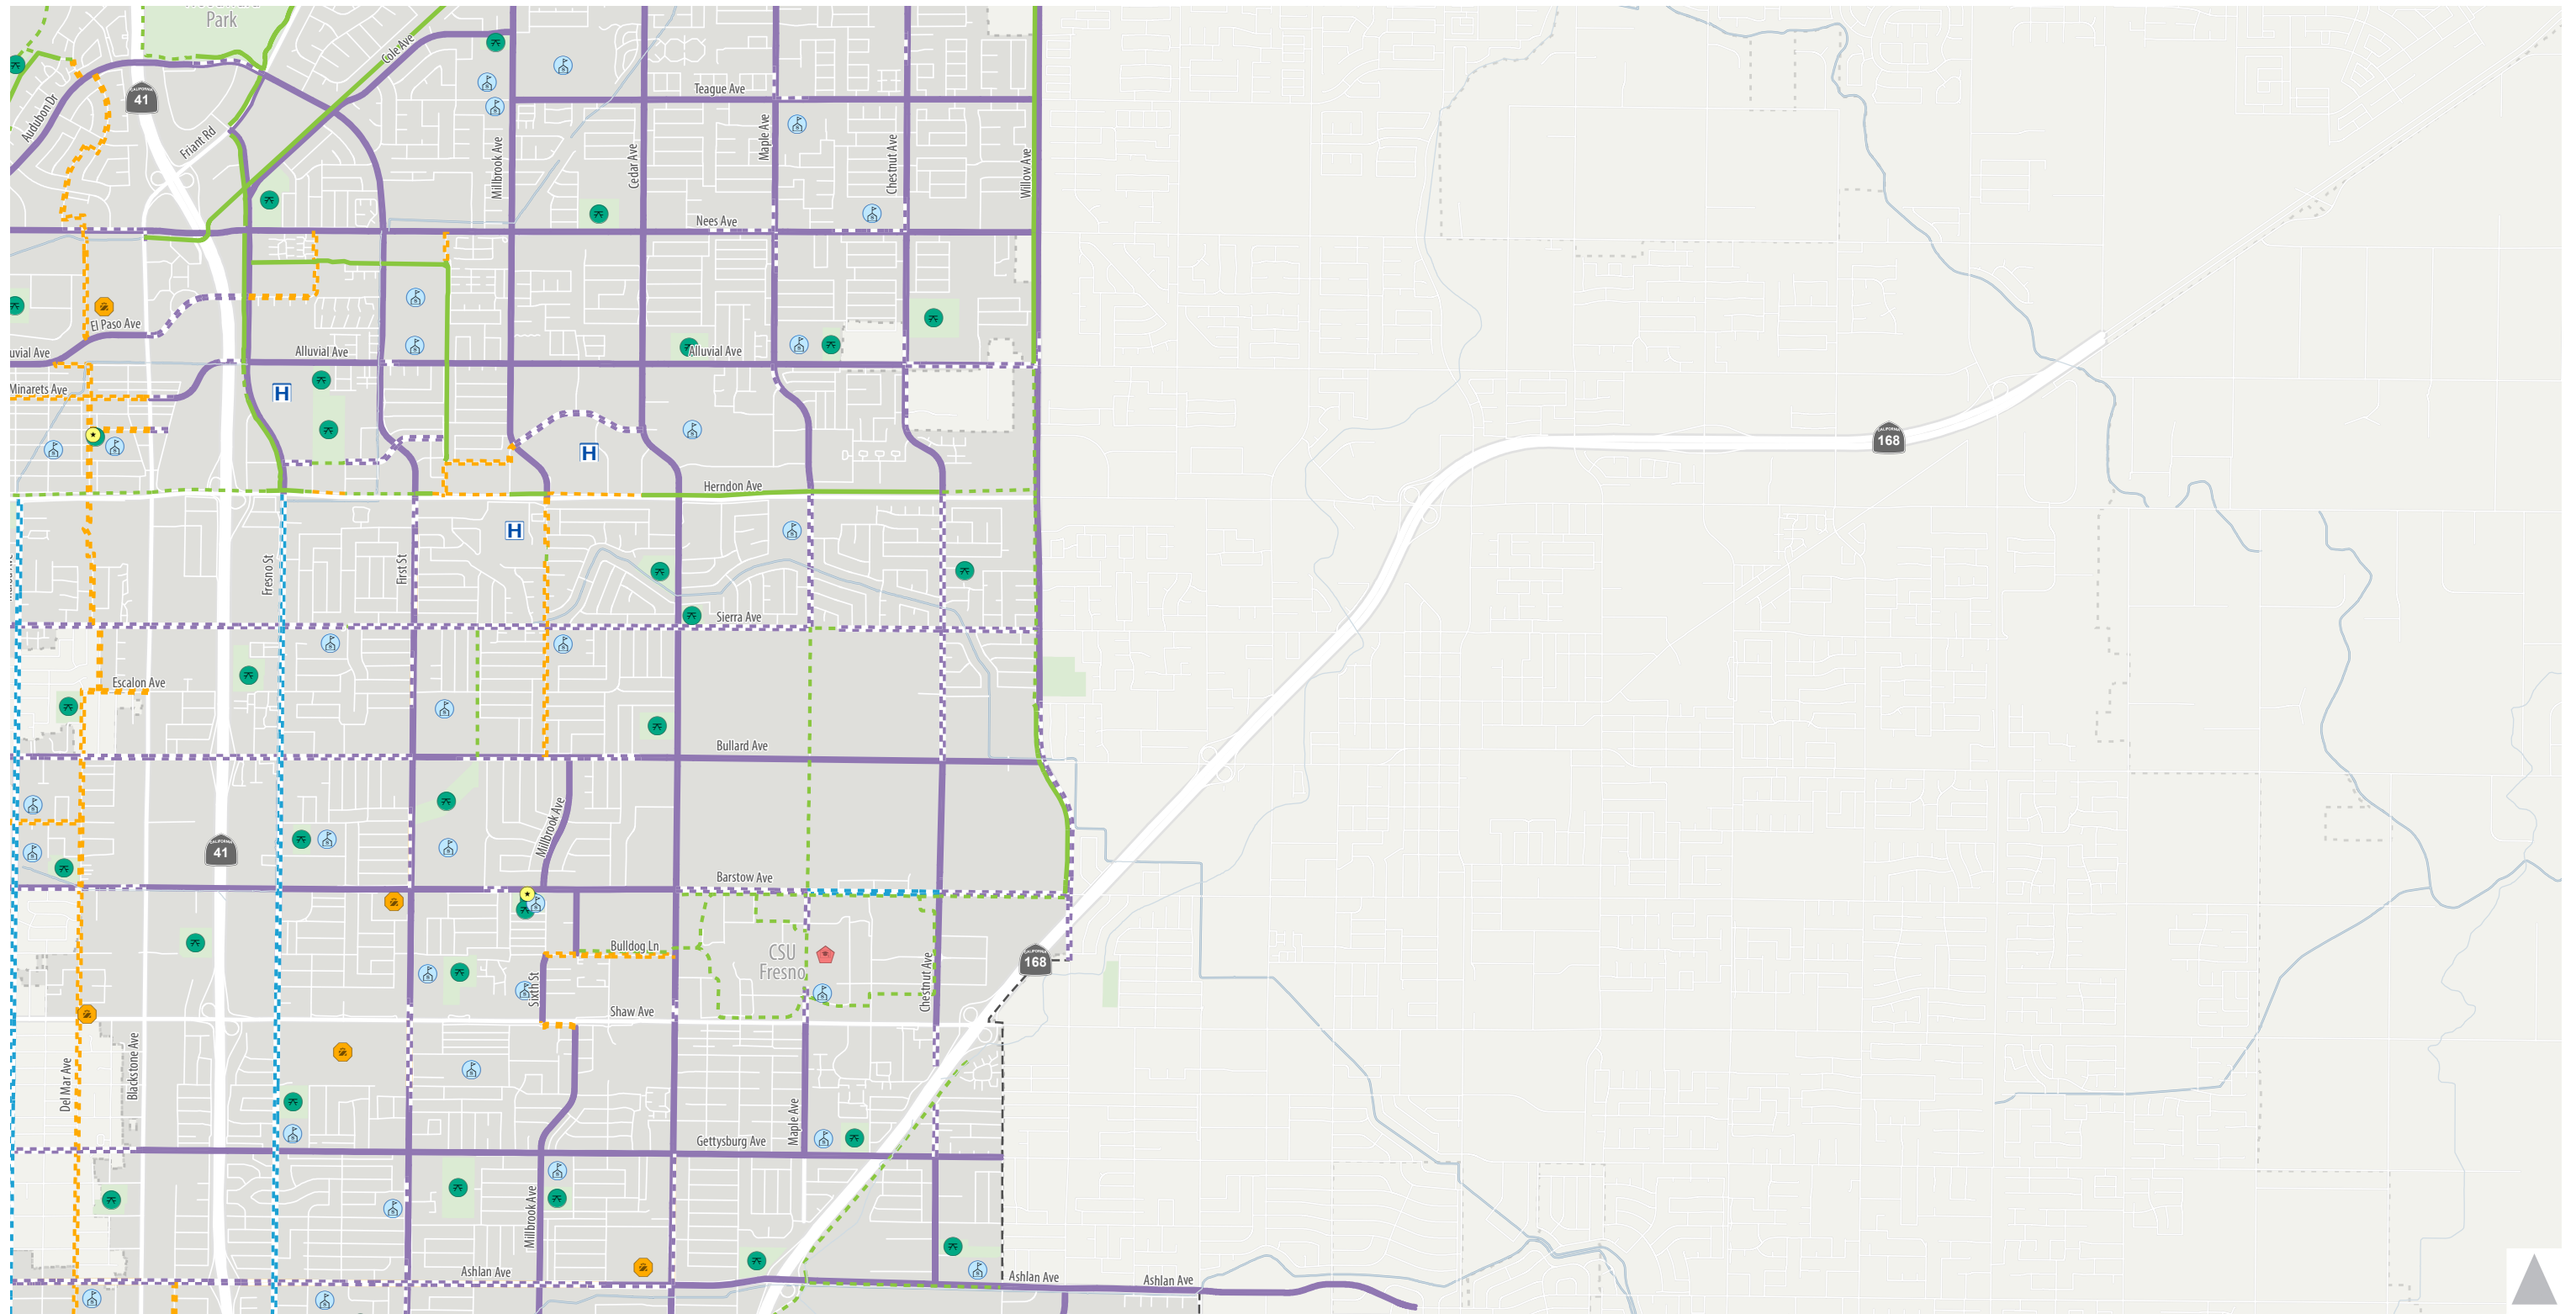 Park
Cole Ave
Teague Ave
CALIFORNIA
41
Audubon Dr
Friant Rd
Millbrook Ave
Cedar Ave
Maple Ave
Chestnut Ave
Willow Ave
Nees Ave
El Paso Ave
uvial Ave
Alluvial Ave
Alluvial Ave
Minarets Ave
H
H
CALIFORNIA
168
Herndon Ave
H
Fresno St
First St
Sierra Ave
Escalon Ave
Bullard Ave
Millbrook Ave
CALIFORNIA
41
Barstow Ave
Bulldog Ln
CSU
Fresno
Chestnut Ave
CALIFORNIA
168
Sixth St
Shaw Ave
Del Mar Ave
Blackstone Ave
Maple Ave
Gettysburg Ave
Millbrook Ave
Ashlan Ave
Ashlan Ave
Ashlan Ave